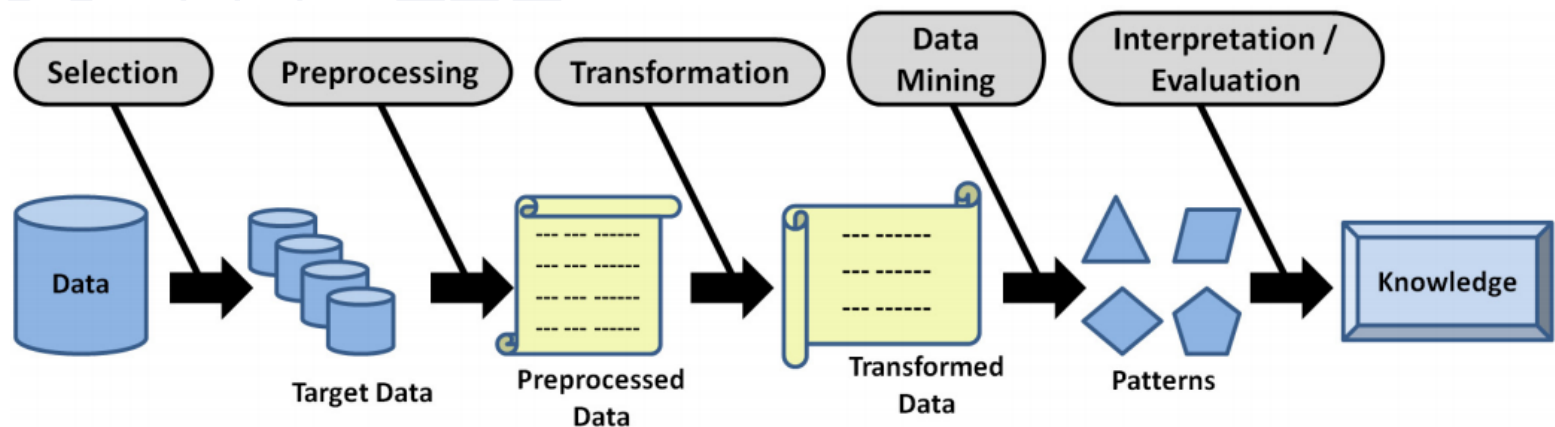 Selection
Preprocessing
Transformation
Data
Mining
Interpretation /
Evaluation
Data
Target Data
Preprocessed
Data
Transformed
Data
Patterns
Knowledge